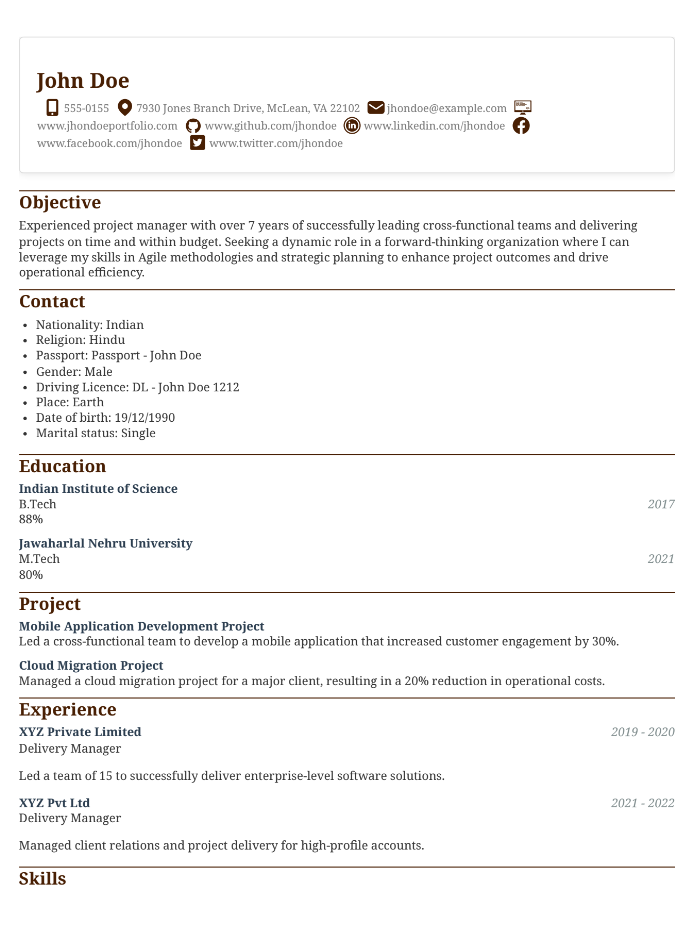 John Doe
555-0155 7930 Jones Branch Drive, McLean, VA 22102 jhondoe@example.com
www.jhondoeportfolio.com www.github.com/jhondoe www.linkedin.com/jhondoe
www.facebook.com/jhondoe www.twitter.com/jhondoe
Objective
Experienced project manager with over 7 years of successfully leading cross-functional teams and delivering
projects on time and within budget. Seeking a dynamic role in a forward-thinking organization where I can
leverage my skills in Agile methodologies and strategic planning to enhance project outcomes and drive
operational efficiency.
Contact
• Nationality: Indian
• Religion: Hindu
• Passport: Passport - John Doe
• Gender: Male
• Driving Licence: DL - John Doe 1212
• Place: Earth
• Date of birth: 19/12/1990
• Marital status: Single
Education
Indian Institute of Science
B.Tech 2017
88%
Jawaharlal Nehru University
M.Tech 2021
80%
Project
Mobile Application Development Project
Led a cross-functional team to develop a mobile application that increased customer engagement by 30%.
Cloud Migration Project
Managed a cloud migration project for a major client, resulting in a 20% reduction in operational costs.
Experience
XYZ Private Limited 2019 - 2020
Delivery Manager
Led a team of 15 to successfully deliver enterprise-level software solutions.
XYZ Pvt Ltd 2021 - 2022
Delivery Manager
Managed client relations and project delivery for high-profile accounts.
Skills